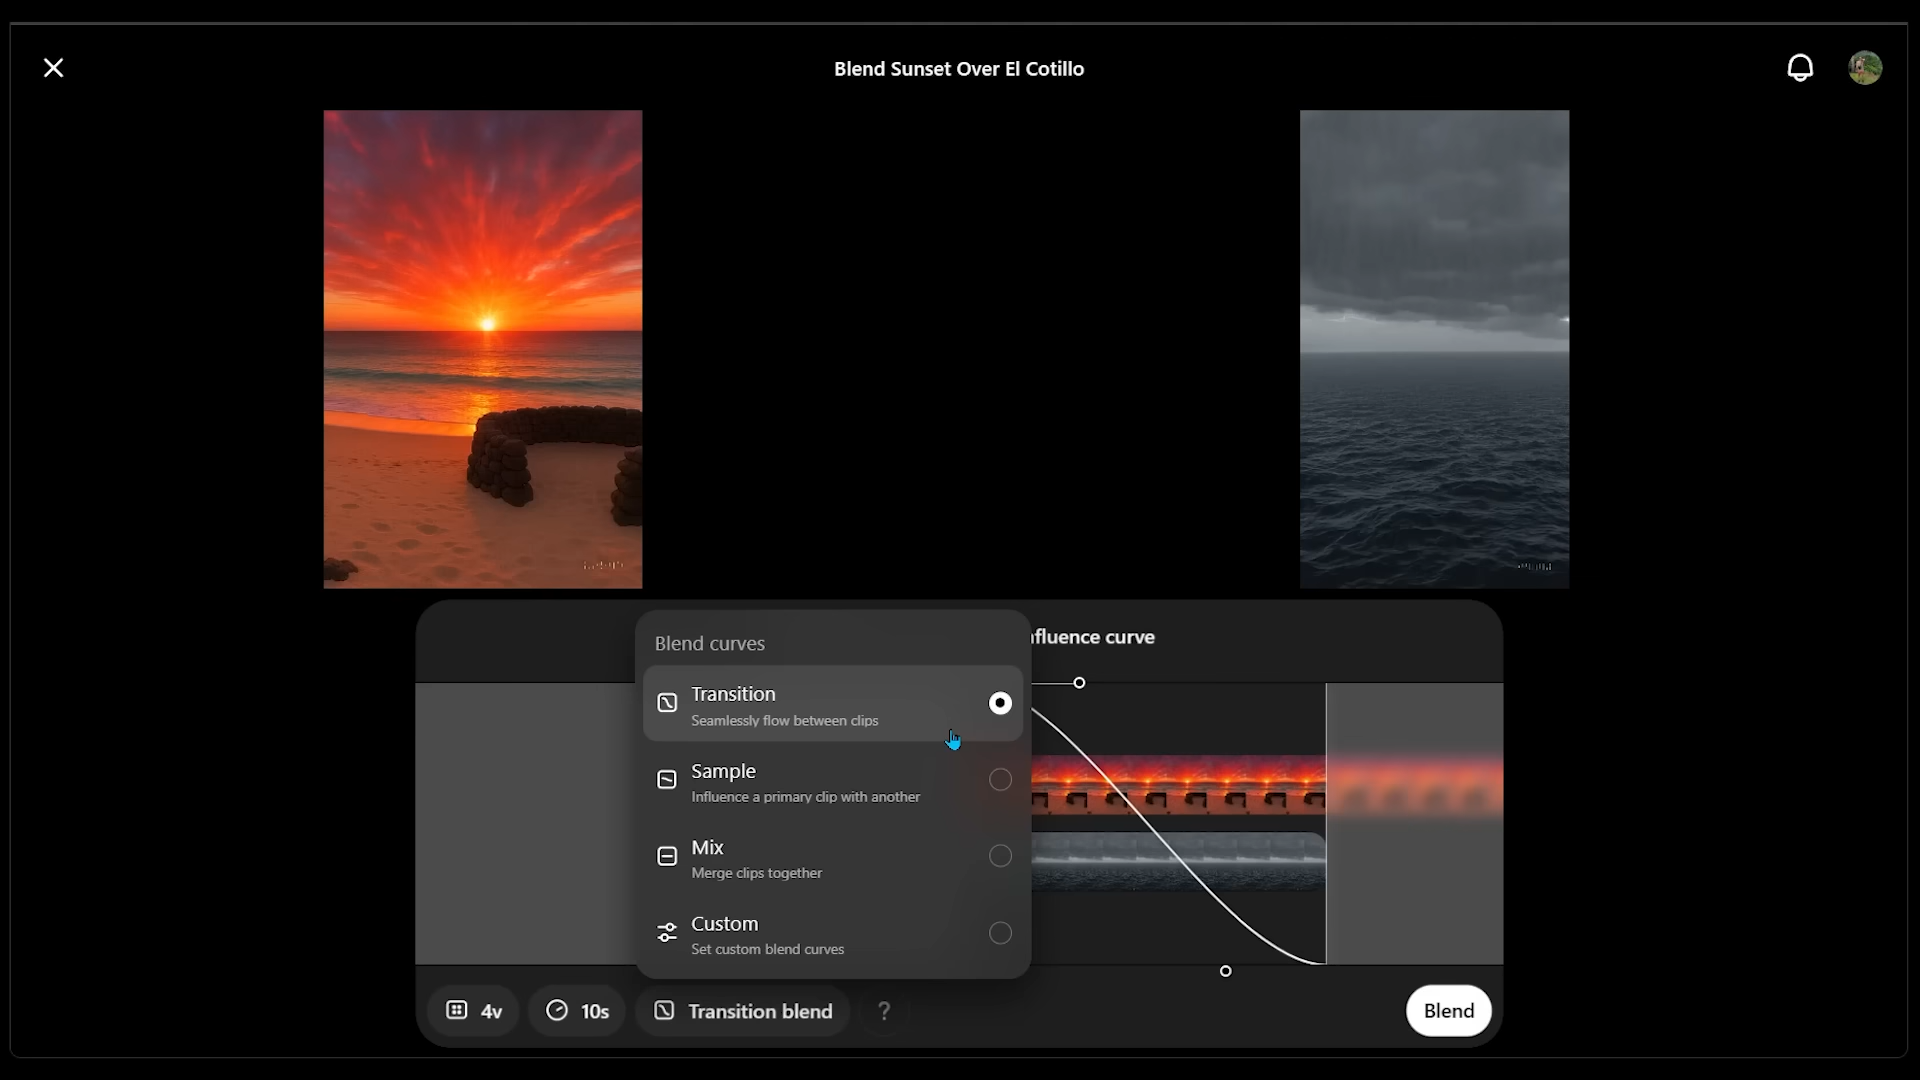 Blend Sunset Over El Cotillo
Blend curves
Transition
Seamlessly flow between clips
Sample
Influence a primary clip with another
Mix
Merge clips together
Custom
Set custom blend curves
curve
4v
10s
Transition blend
?
Blend